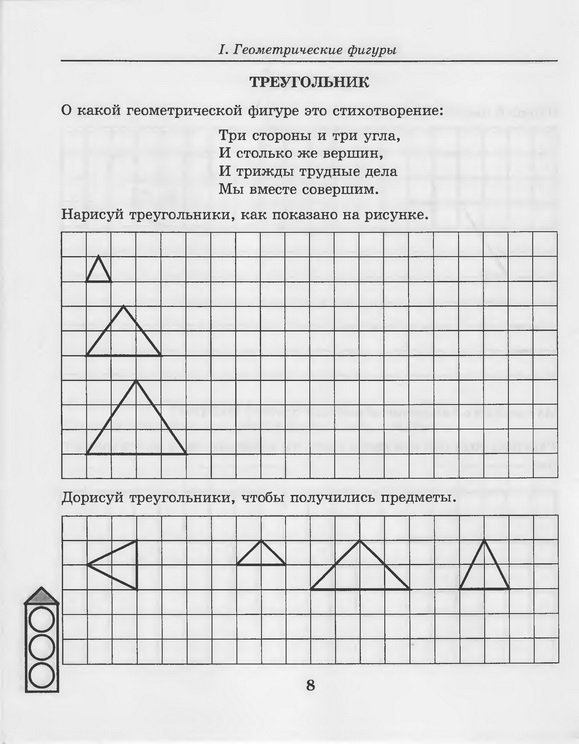 I. Геометрические фигуры
ТРЕУГОЛЬНИК
О какой геометрической фигуре это стихотворение:
Три стороны и три угла,
И столько же вершин,
И трижды трудные дела
Мы вместе совершим.
Нарисуй треугольники, как показано на рисунке.
Дорисуй треугольники, чтобы получились предметы.
8